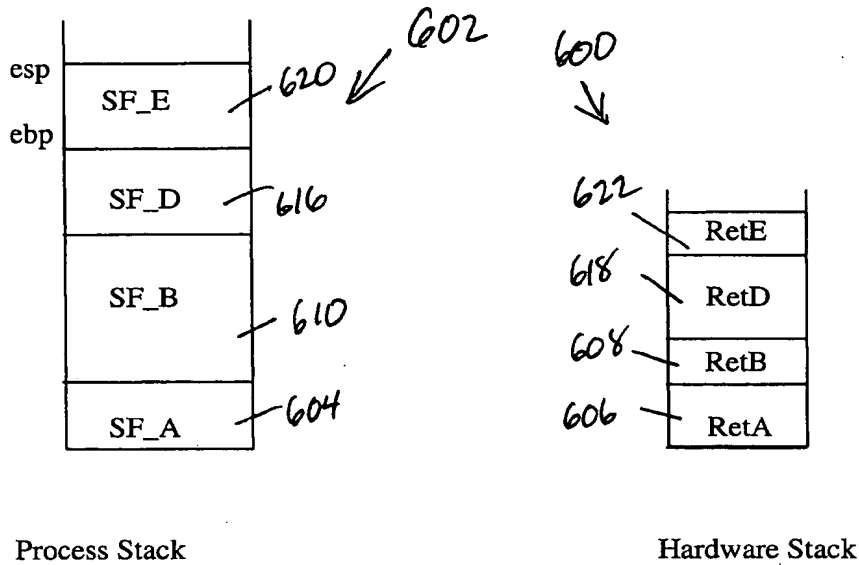 602
600
esp
SF_E
620
ebp
SF_D
616
SF_B
610
SF_A
604
622
RetE
618
RetD
608
RetB
606
RetA
Process Stack
Hardware Stack